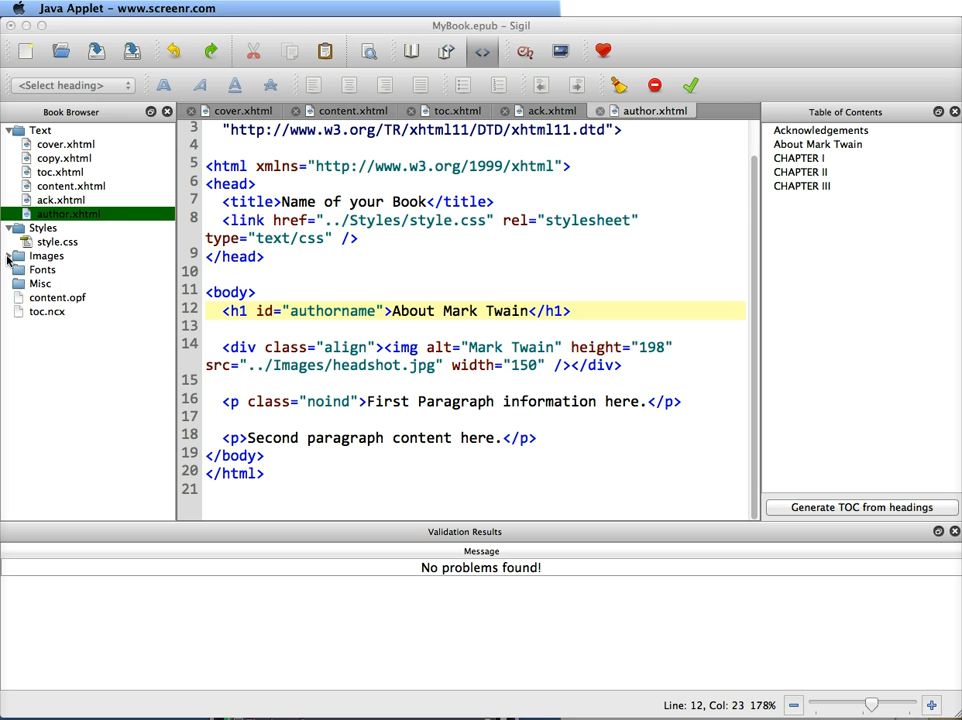 Java Applet – www.screenr.com
MyBook.epub - Sigil
<Select heading>
A A A A
Book Browser
cover.xhtml content.xhtml toc.xhtml ack.xhtml author.xhtml
Table of Contents
Text
cover.xhtml
copy.xhtml
toc.xhtml
content.xhtml
ack.xhtml
author.xhtml
Styles
style.css
Images
Fonts
Misc
content.opf
toc.ncx
3 "http://www.w3.org/TR/xhtml11/DTD/xhtml11.dtd">
4
5 <html xmlns="http://www.w3.org/1999/xhtml">
6 <head>
7 <title>Name of your Book</title>
8 <link href="../Styles/style.css" rel="stylesheet"
type="text/css" />
9 </head>
10
11 <body>
12 <h1 id="authorname">About Mark Twain</h1>
13
14 <div class="align"><img alt="Mark Twain" height="198"
src="../Images/headshot.jpg" width="150" /></div>
15
16 <p class="noind">First Paragraph information here.</p>
17
18 <p>Second paragraph content here.</p>
19 </body>
20 </html>
21
Acknowledgements
About Mark Twain
CHAPTER I
CHAPTER II
CHAPTER III
Generate TOC from headings
Validation Results
Message
No problems found!
Line: 12, Col: 23 178%